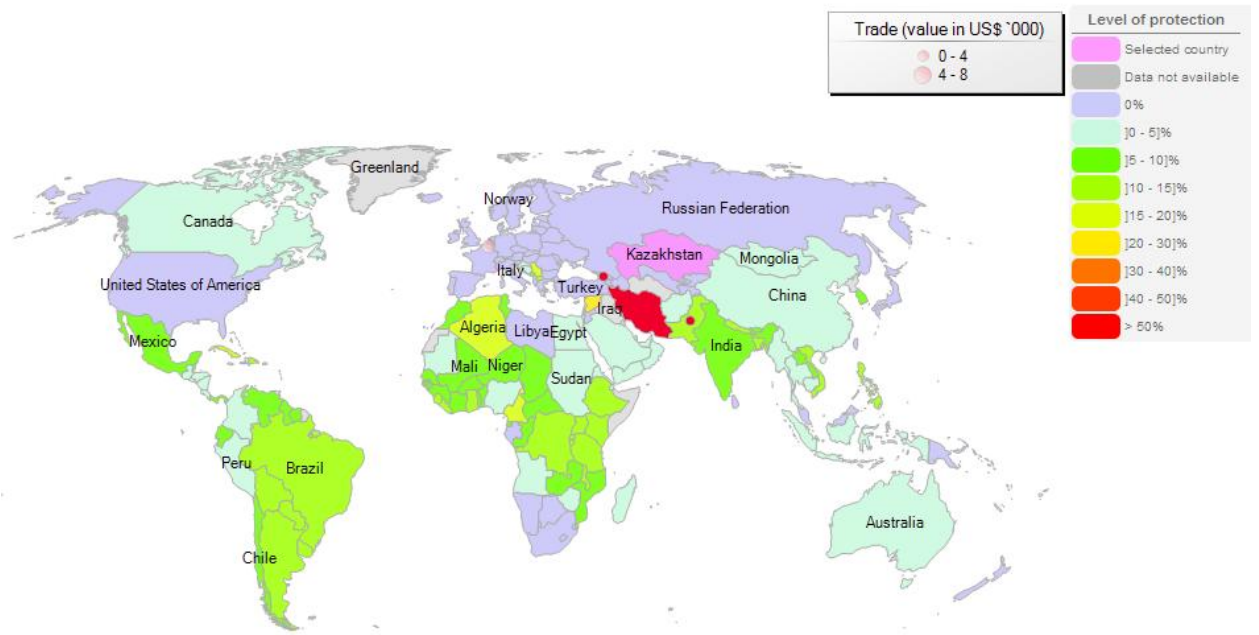 Trade (value in US$ `000)
0 - 4
4 - 8
Level of protection
Selected country
Data not available
0%
]0 - 5]%
]5 - 10]%
]10 - 15]%
]15 - 20]%
]20 - 30]%
]30 - 40]%
]40 - 50]%
> 50%
Greenland
Norway
Canada
Russian Federation
Kazakhstan
Mongolia
Italy
United States of America
Turkey
China
Iraq
Algeria
Libya
Egypt
Mexico
India
Mali
Niger
Sudan
Peru
Brazil
Australia
Chile